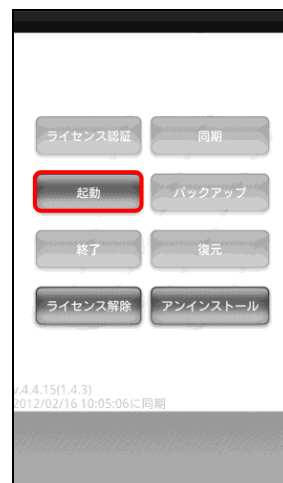 ライセンス認証 同期
起動 バックアップ
終了 復元
ライセンス解除 アンインストール
v.4.4.15(1.4.3)
2012/02/16 10:05:06に同期